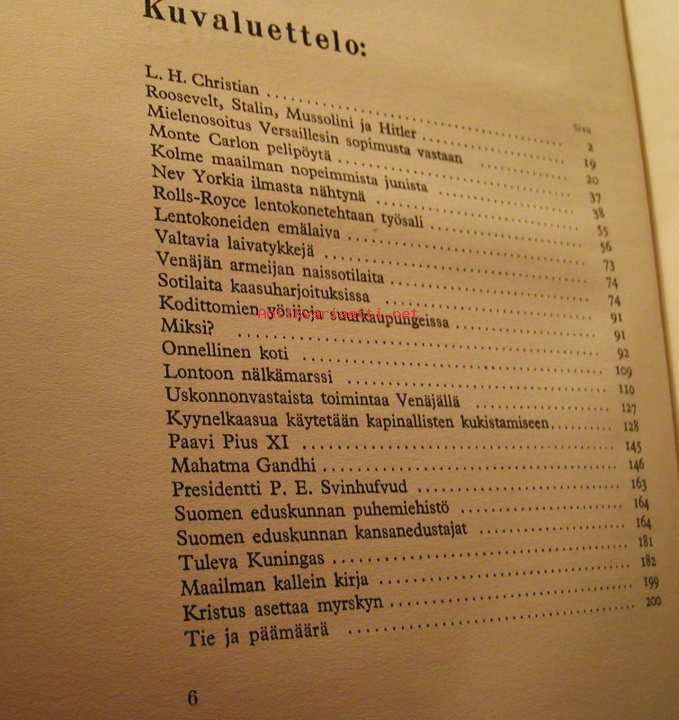 Kuvaluettelo:
Sivu
L. H. Christian 2
Roosevelt, Stalin, Mussolini ja Hitler 19
Mielenosoitus Versaillesin sopimusta vastaan 20
Monte Carlon pelipöytä 37
Kolme maailman nopeimmista junista 38
Nev Yorkia ilmasta nähtynä 55
Rolls-Royce lentokonetehtaan työsali 56
Lentokoneiden emälaiva 73
Valtavia laivatykkejä 74
Venäjän armeijan naissotilaita 74
Sotilaita kaasuharjoituksissa 91
Kodittomien yösijoja suurkaupungeissa 91
antikvariaatti.net
Miksi? 92
Onnellinen koti 109
Lontoon nälkämarssi 110
Uskonnonvastaista toimintaa Venäjällä 127
Kyynelkaasua käytetään kapinallisten kukistamiseen 128
Paavi Pius XI 145
Mahatma Gandhi 146
Presidentti P. E. Svinhufvud 163
Suomen eduskunnan puhemiehistö 164
Suomen eduskunnan kansanedustajat 164
Tuleva Kuningas 181
Maailman kallein kirja 182
Kristus asettaa myrskyn 199
Tie ja päämäärä 200
6